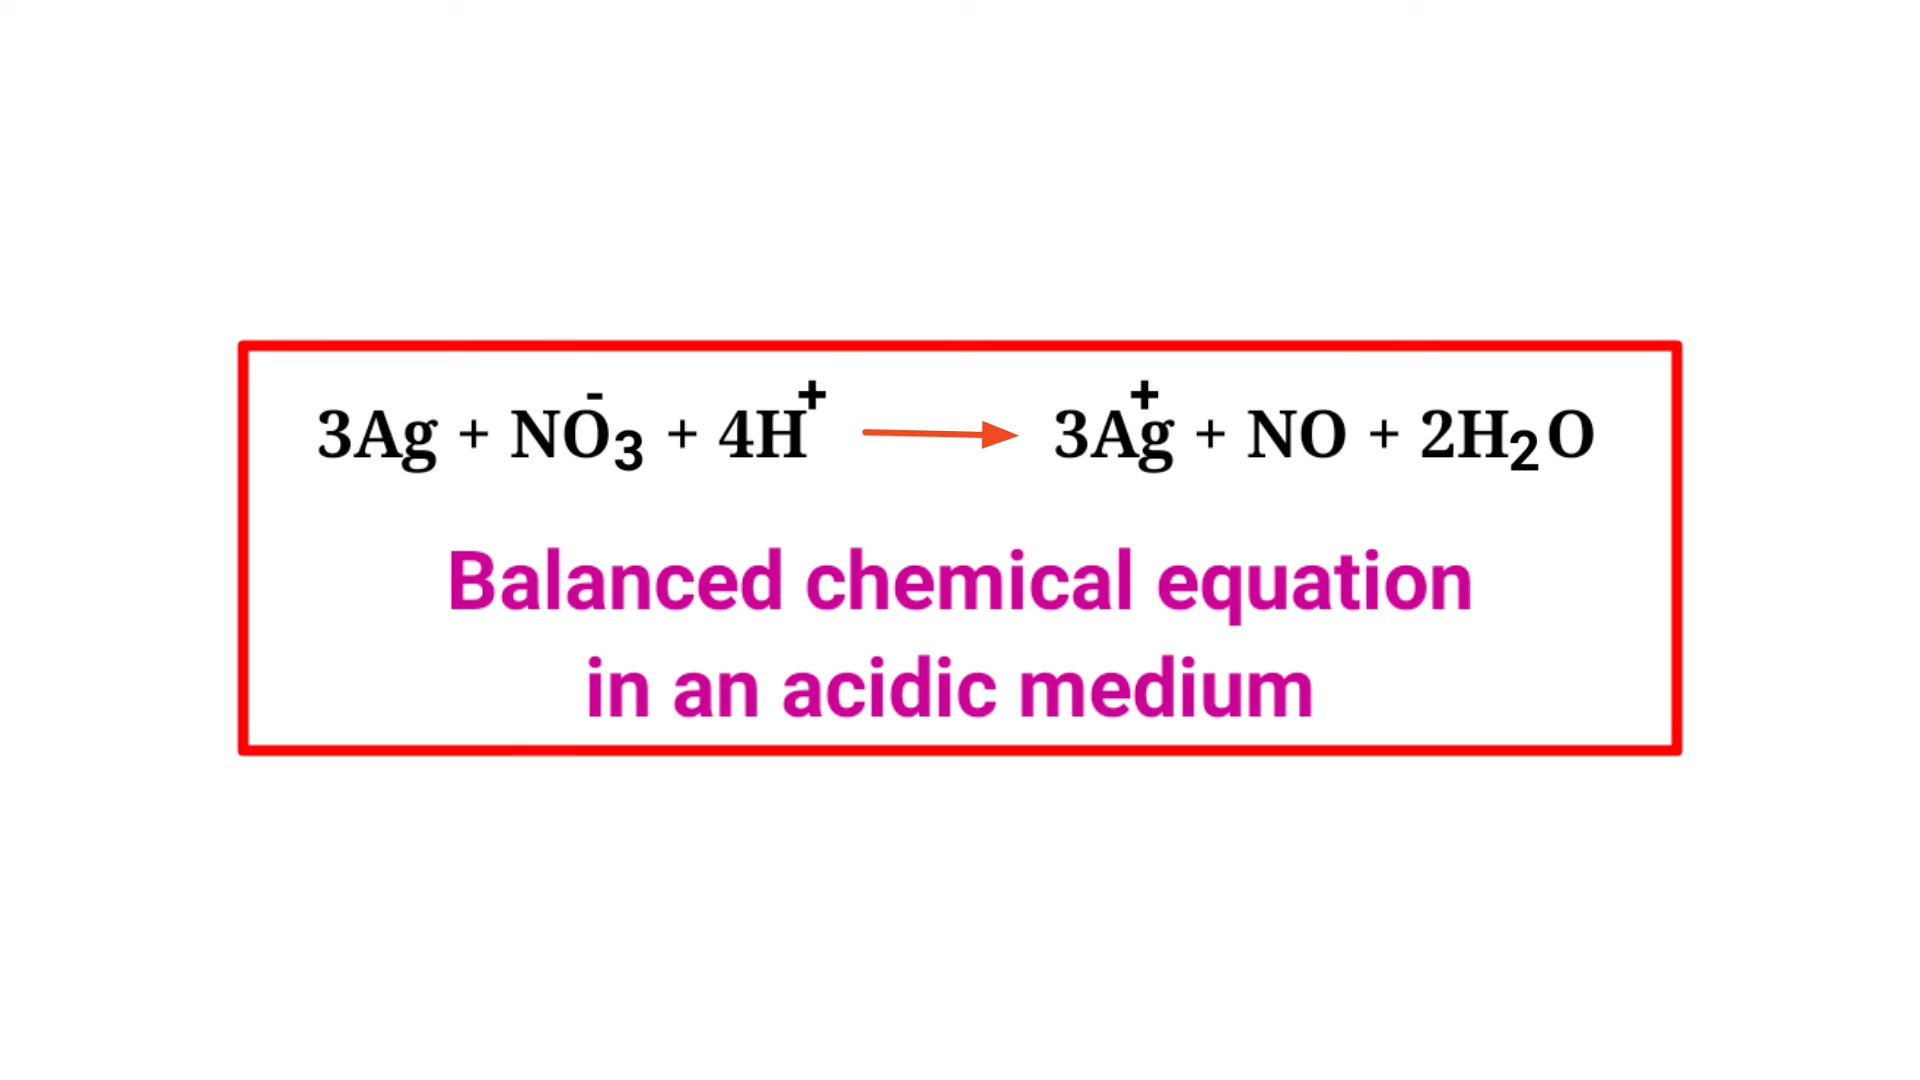 3Ag + NO₃⁻ + 4H⁺ ⟶ 3Ag⁺ + NO + 2H₂O
Balanced chemical equation
in an acidic medium